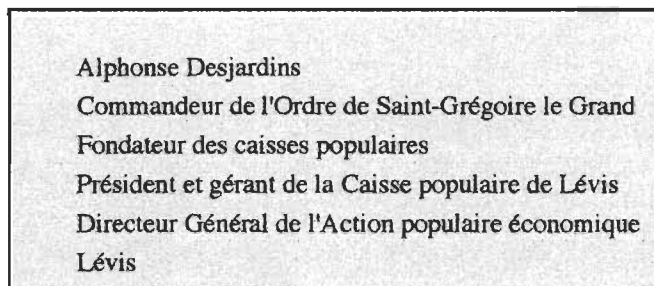 Alphonse Desjardins
Commandeur de l'Ordre de Saint-Grégoire le Grand
Fondateur des caisses populaires
Président et gérant de la Caisse populaire de Lévis
Directeur Général de l'Action populaire économique
Lévis